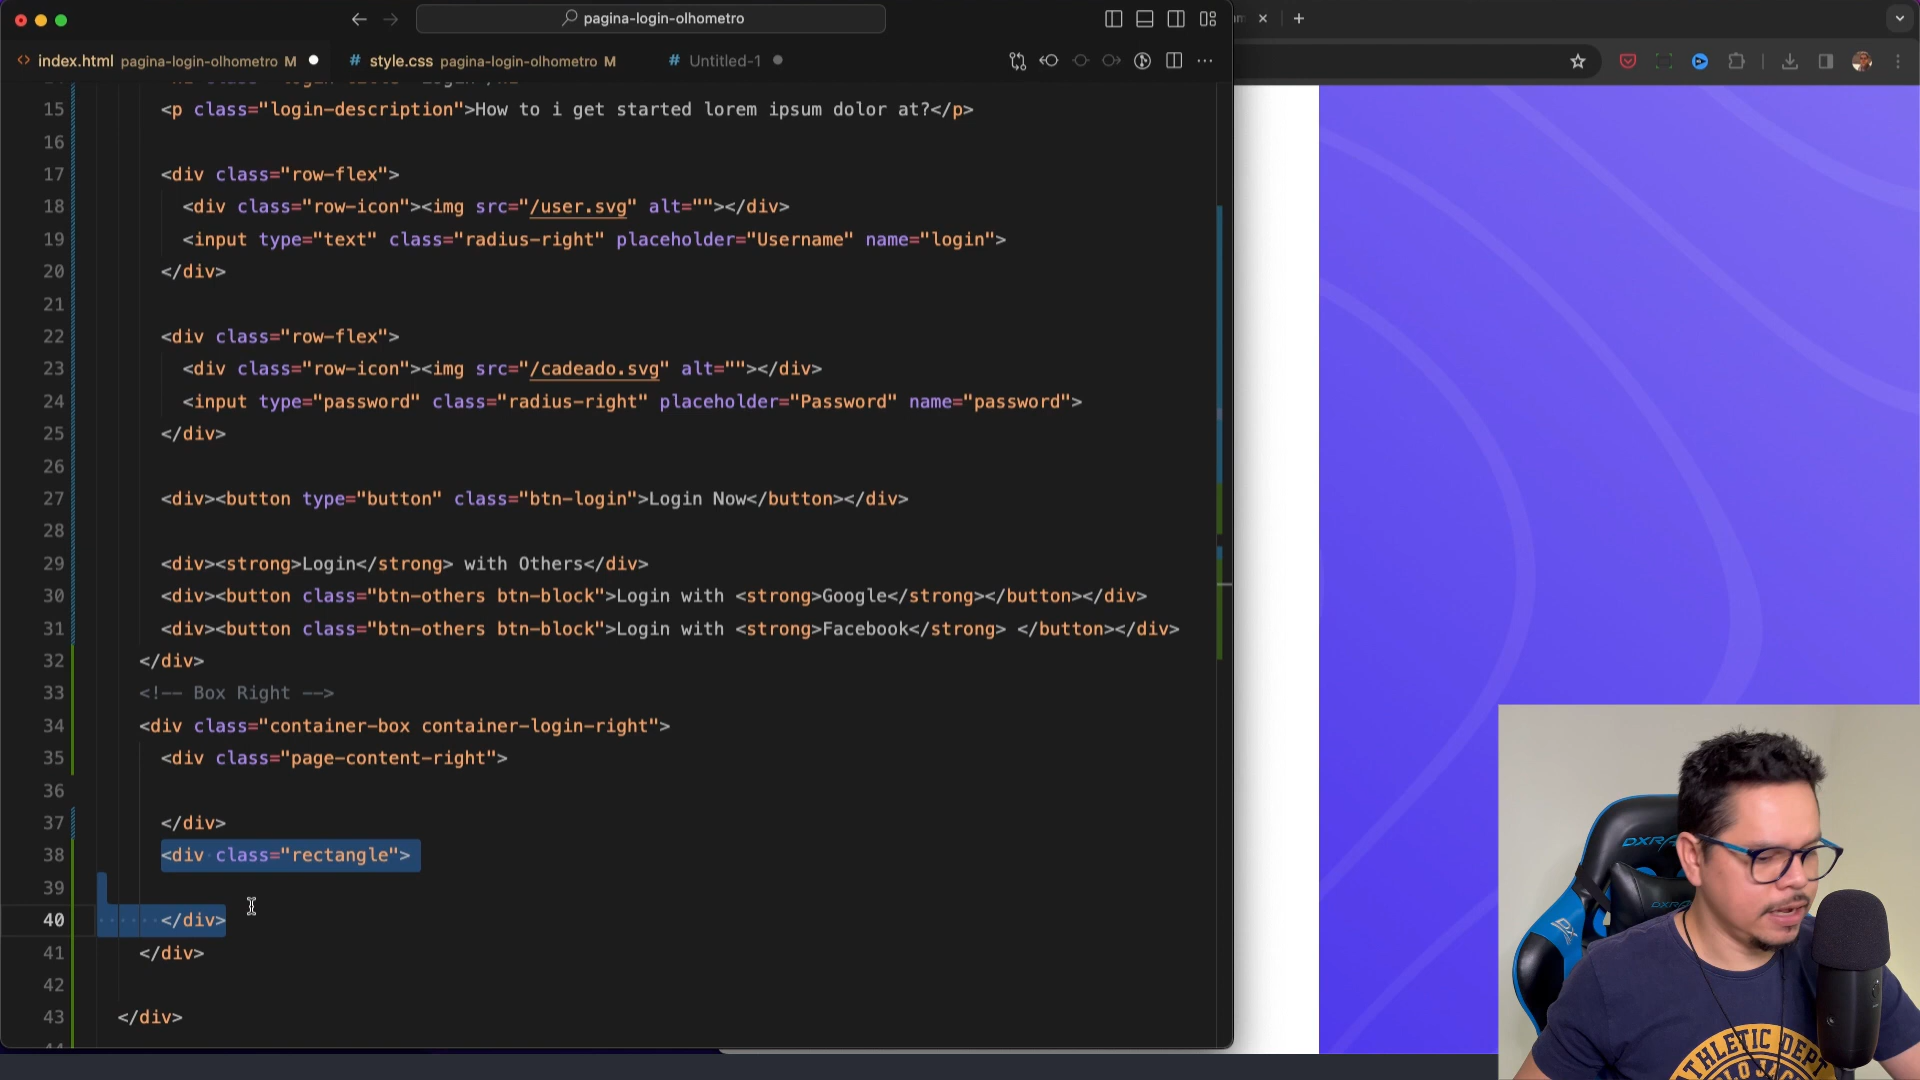 pagina-login-olhometro
index.html pagina-login-olhometro M
# style.css pagina-login-olhometro M
# Untitled-1
15 <p class="login-description">How to i get started lorem ipsum dolor at?</p>
16
17 <div class="row-flex">
18 <div class="row-icon"><img src="/user.svg" alt=""></div>
19 <input type="text" class="radius-right" placeholder="Username" name="login">
20 </div>
21
22 <div class="row-flex">
23 <div class="row-icon"><img src="/cadeado.svg" alt=""></div>
24 <input type="password" class="radius-right" placeholder="Password" name="password">
25 </div>
26
27 <div><button type="button" class="btn-login">Login Now</button></div>
28
29 <div><strong>Login</strong> with Others</div>
30 <div><button class="btn-others btn-block">Login with <strong>Google</strong></button></div>
31 <div><button class="btn-others btn-block">Login with <strong>Facebook</strong> </button></div>
32 </div>
33 <!-- Box Right -->
34 <div class="container-box container-login-right">
35 <div class="page-content-right">
36
37 </div>
38 <div class="rectangle">
39
40 </div>
41 </div>
42
43 </div>
DXRA
DX
ATHLETIC DEPT